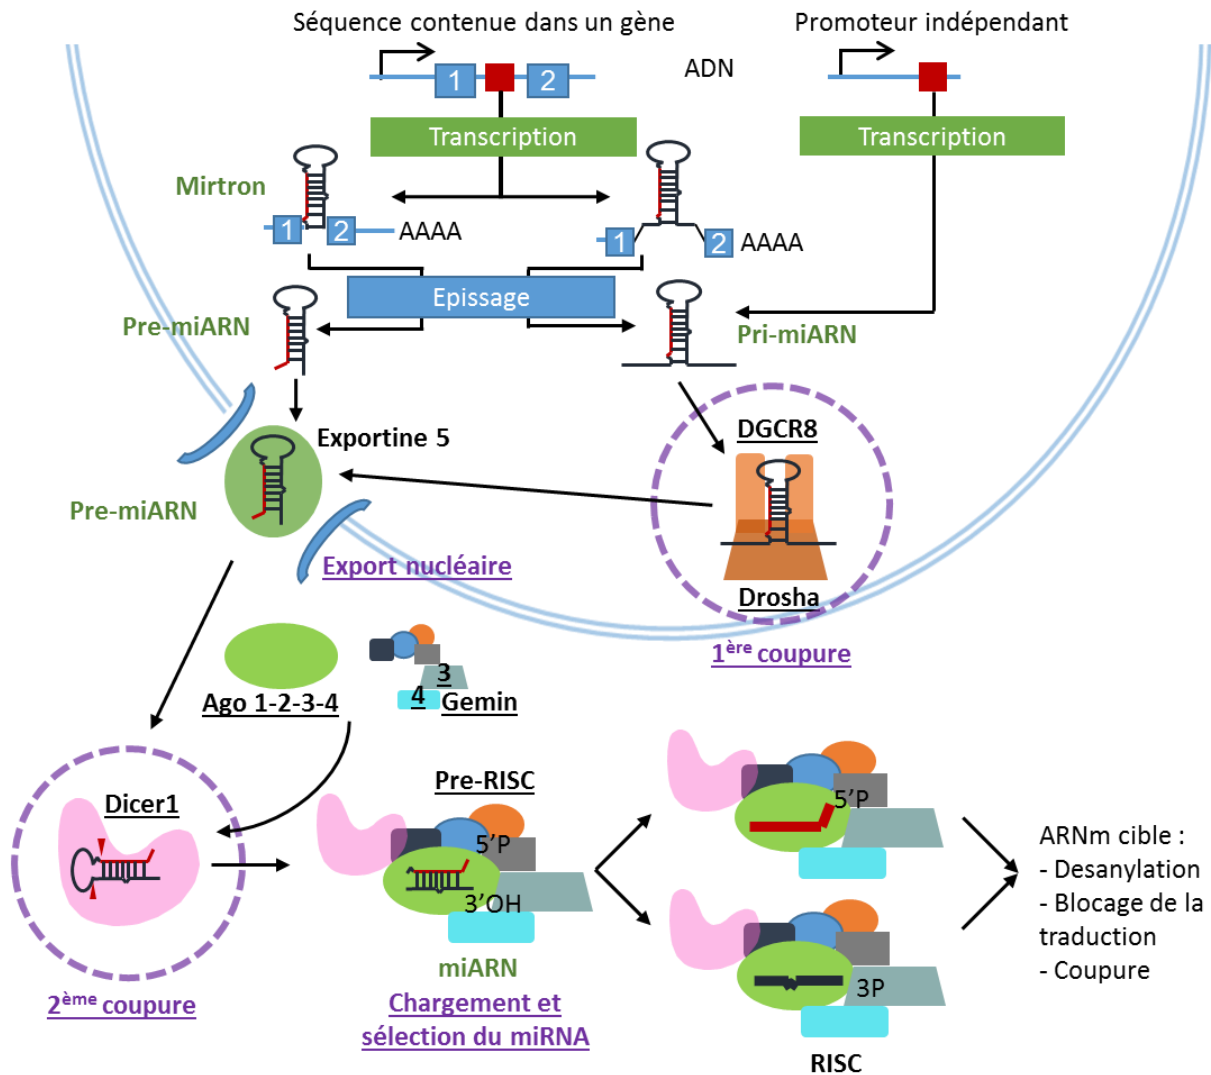 Séquence contenue dans un gène
Promoteur indépendant
1
2
ADN
Transcription
Transcription
Mirtron
1
2
AAAA
1
2
AAAA
Epissage
Pre-miARN
Pri-miARN
Exportine 5
DGCR8
Pre-miARN
Export nucléaire
Drosha
1ère coupure
Ago 1-2-3-4
3
4
Gemin
Dicer1
Pre-RISC
5'P
3'OH
miARN
2ème coupure
Chargement et
sélection du miRNA
5'P
3P
RISC
ARNm cible :
- Desanylation
- Blocage de la
traduction
- Coupure